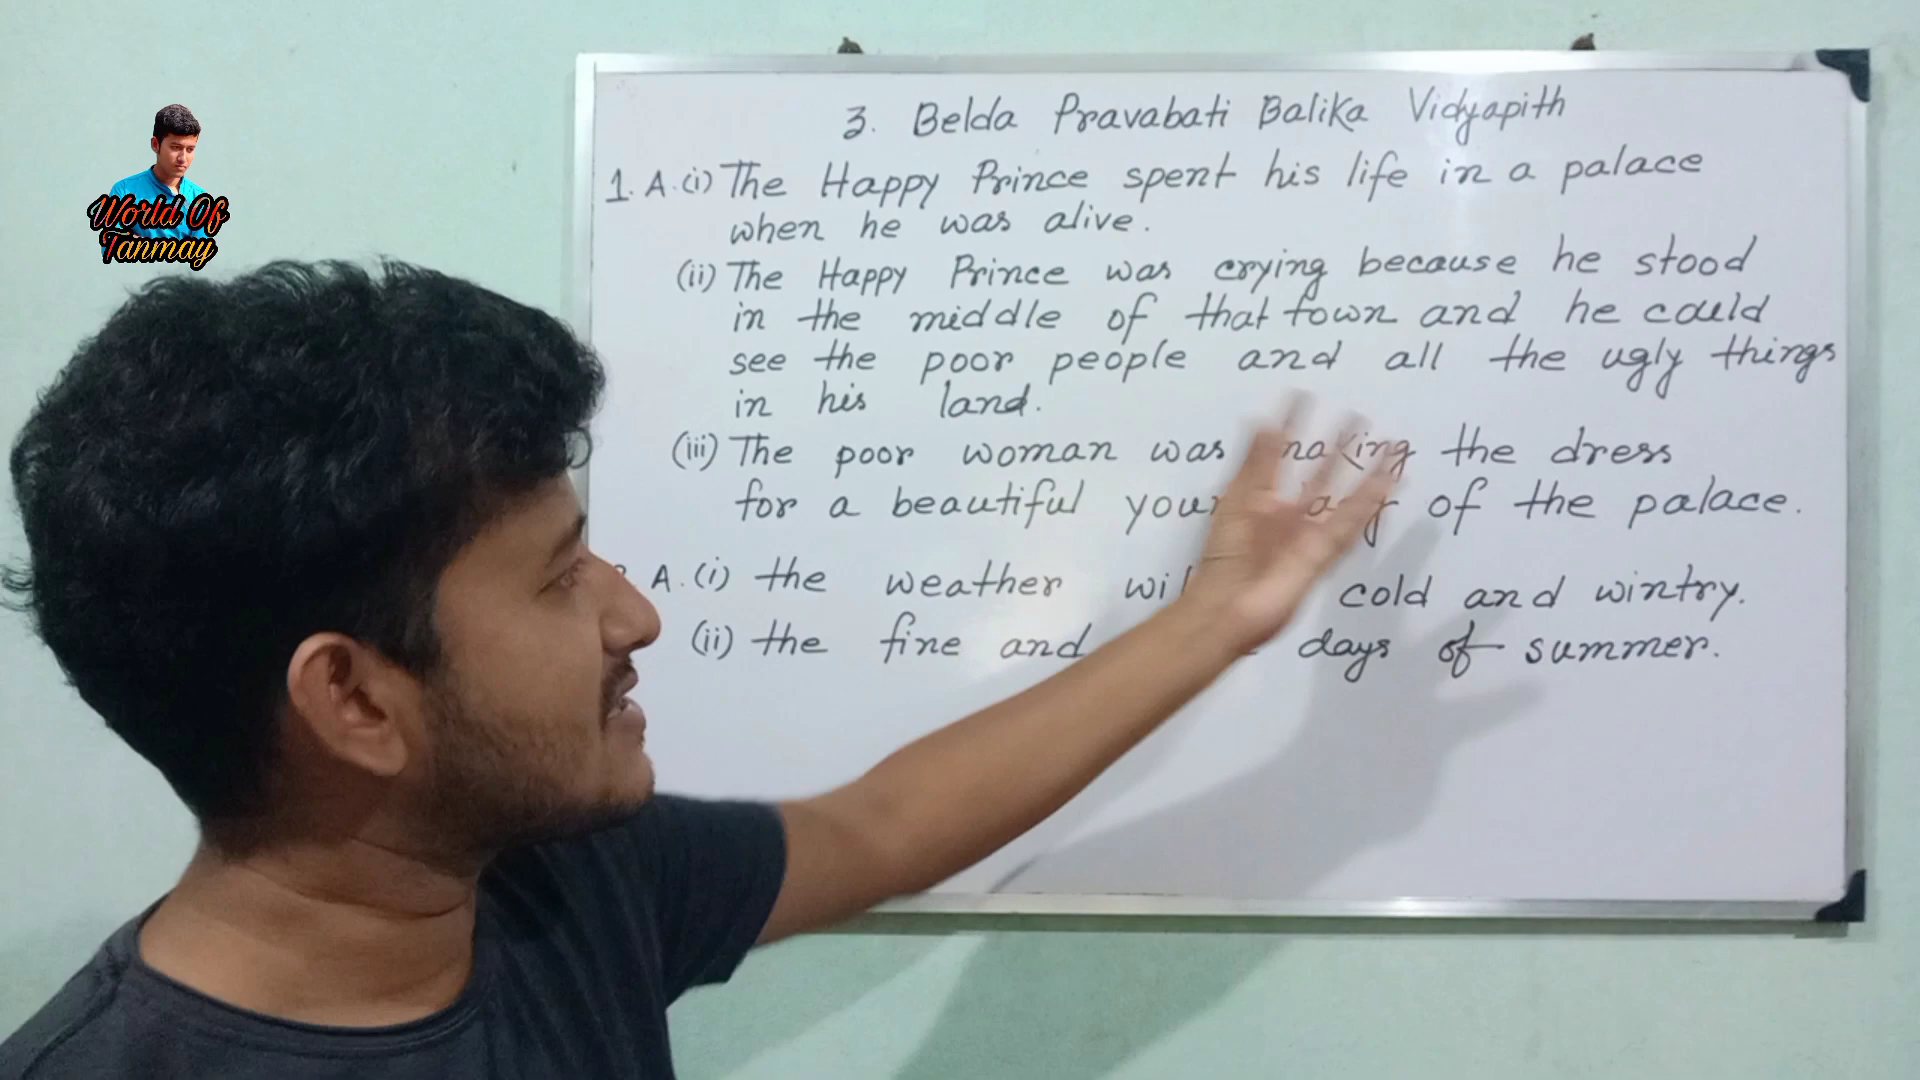 World Of
Tanmay
3. Belda Pravabati Balika Vidyapith
1. A. (i) The Happy Prince spent his life in a palace
when he was alive.
(ii) The Happy Prince was crying because he stood
in the middle of that town and he could
see the poor people and all the ugly things
in his land.
(iii) The poor woman was making the dress
for a beautiful of the palace.
A. (i) the weather cold and wintry.
(ii) the fine and days of summer.